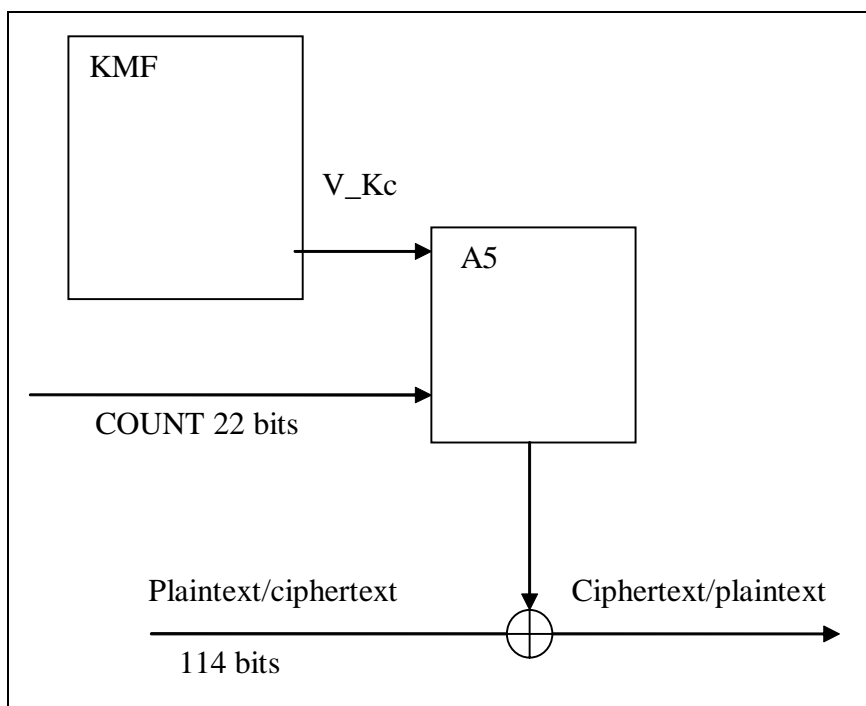 KMF
V_Kc
A5
COUNT 22 bits
Plaintext/ciphertext
Ciphertext/plaintext
114 bits